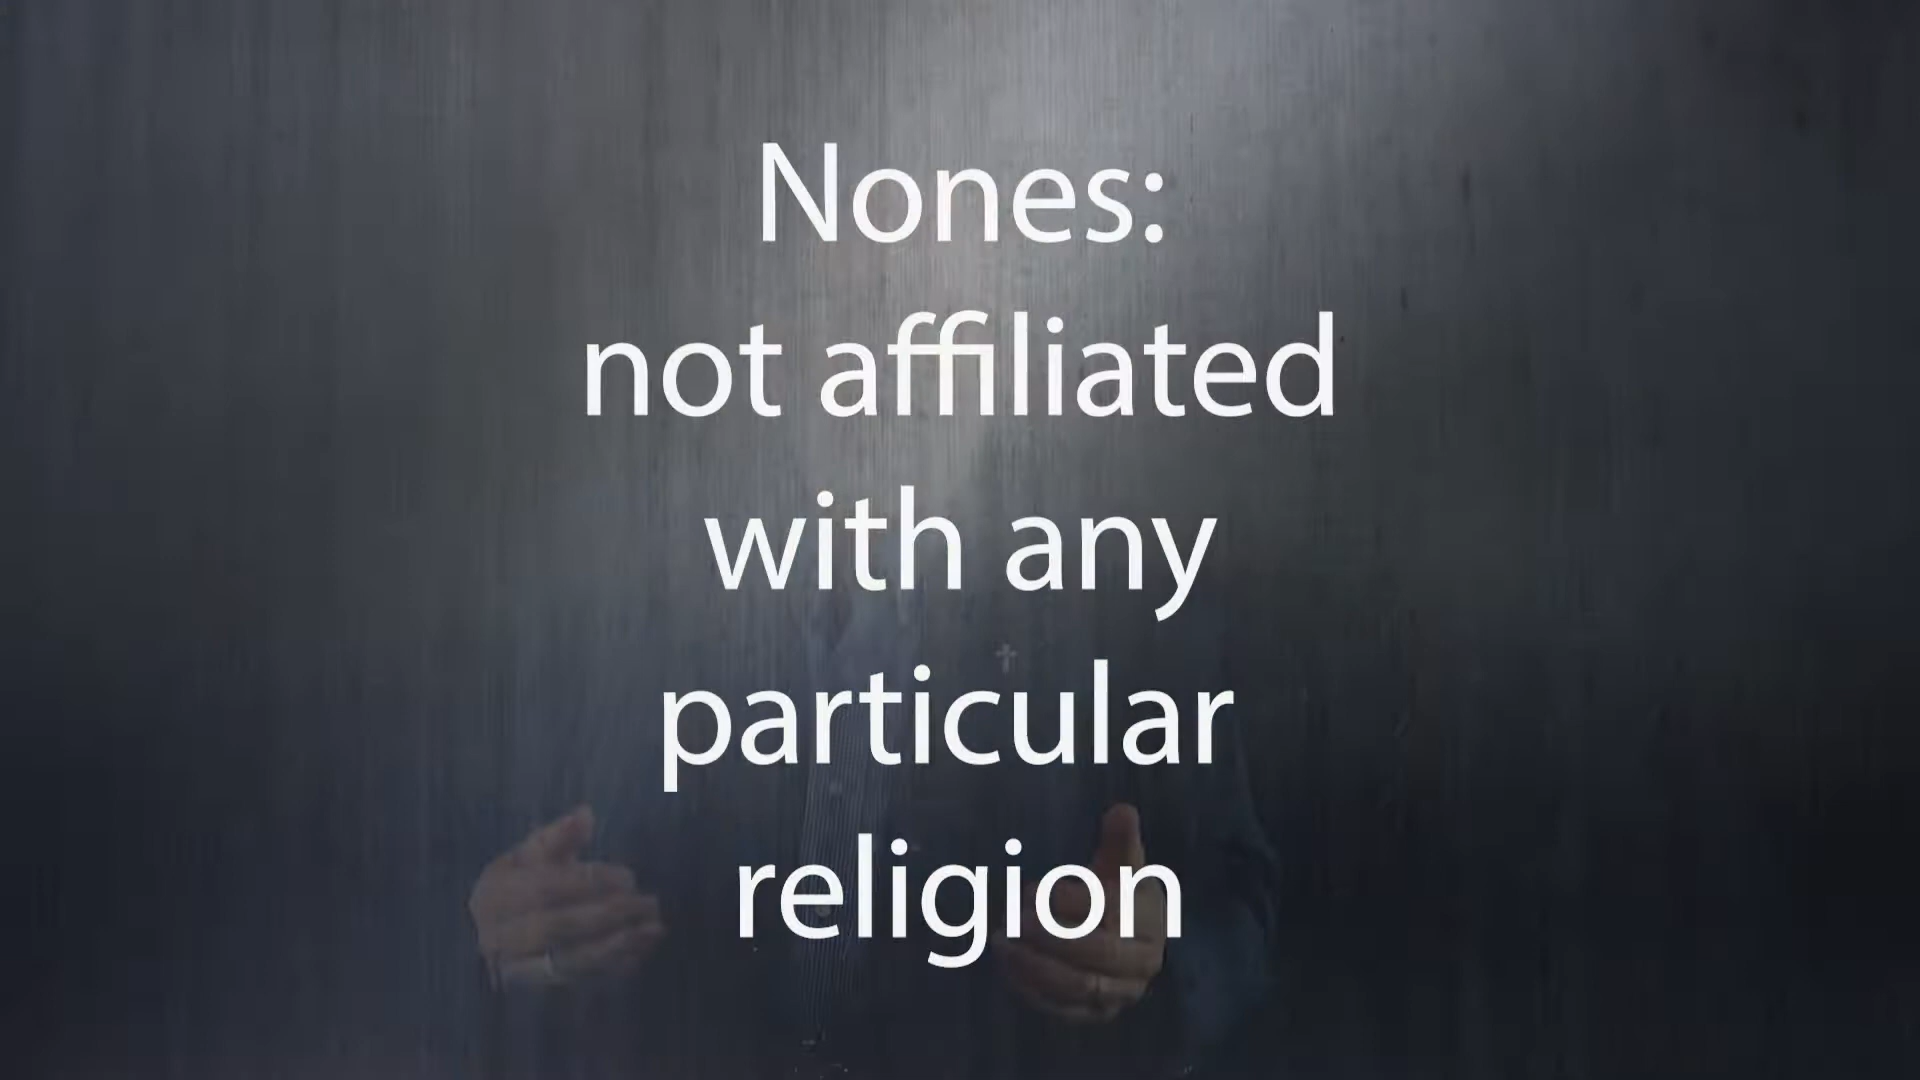 Nones:
not affiliated
with any
particular
religion